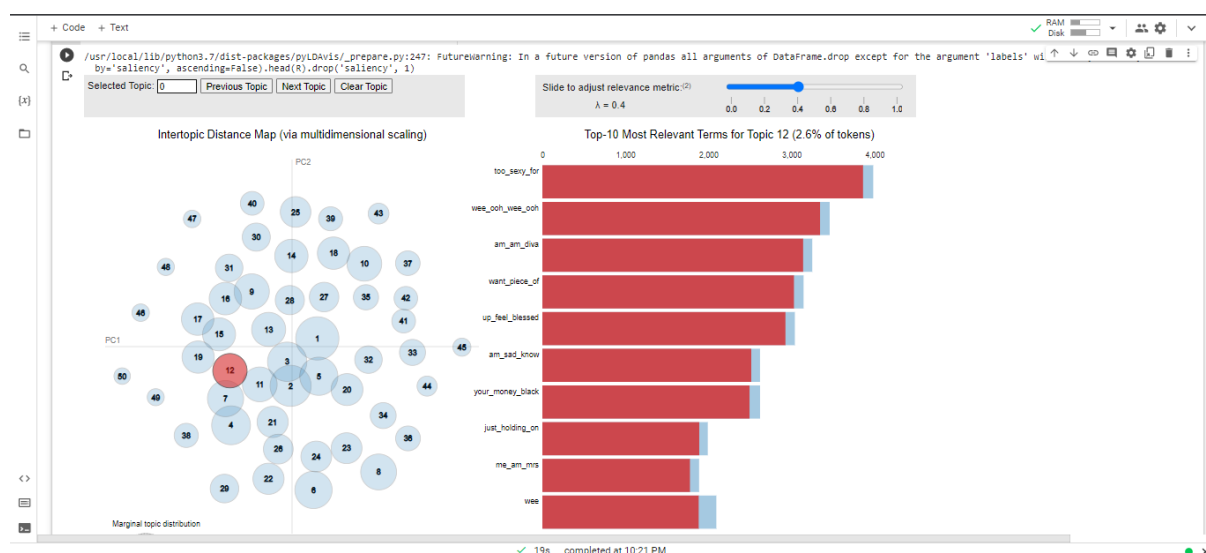 + Code + Text
RAM
Disk
/usr/local/lib/python3.7/dist-packages/pyLDAvis/_prepare.py:247: FutureWarning: In a future version of pandas all arguments of DataFrame.drop except for the argument 'labels' wi
by='saliency', ascending=False).head(R).drop('saliency', 1)
{x}
Selected Topic: 0 Previous Topic Next Topic Clear Topic
Slide to adjust relevance metric:(2)
λ = 0.4
0.0 0.2 0.4 0.6 0.8 1.0
Intertopic Distance Map (via multidimensional scaling)
PC2
PC1
40 25 39 43 47
30 14 18 10 37
48 31 16 9 28 27 35 42
46 17 15 13 1 41
19 12 3 5 32 33 45
50 49 7 11 2 20 44
38 4 21 34 36
26 24 23 8
29 22 6
Marginal topic distribution
Top-10 Most Relevant Terms for Topic 12 (2.6% of tokens)
0 1,000 2,000 3,000 4,000
too_sexy_for
wee_ooh_wee_ooh
am_am_diva
want_piece_of
up_feel_blessed
am_sad_know
your_money_black
just_holding_on
me_am_mrs
wee
19s completed at 10:21 PM